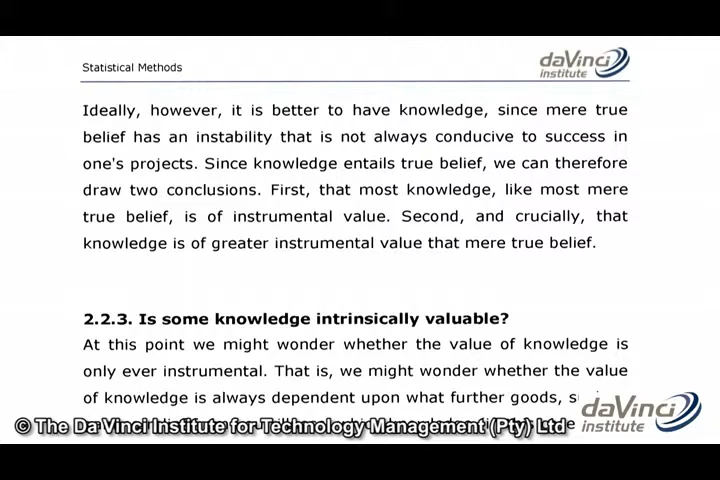 Statistical Methods
daVinci
institute
Ideally, however, it is better to have knowledge, since mere true
belief has an instability that is not always conducive to success in
one's projects. Since knowledge entails true belief, we can therefore
draw two conclusions. First, that most knowledge, like most mere
true belief, is of instrumental value. Second, and crucially, that
knowledge is of greater instrumental value that mere true belief.
2.2.3. Is some knowledge intrinsically valuable?
At this point we might wonder whether the value of knowledge is
only ever instrumental. That is, we might wonder whether the value
of knowledge is always dependent upon what further goods,
daVinci
institute
© The Da Vinci Institute for Technology Management (Pty) Ltd